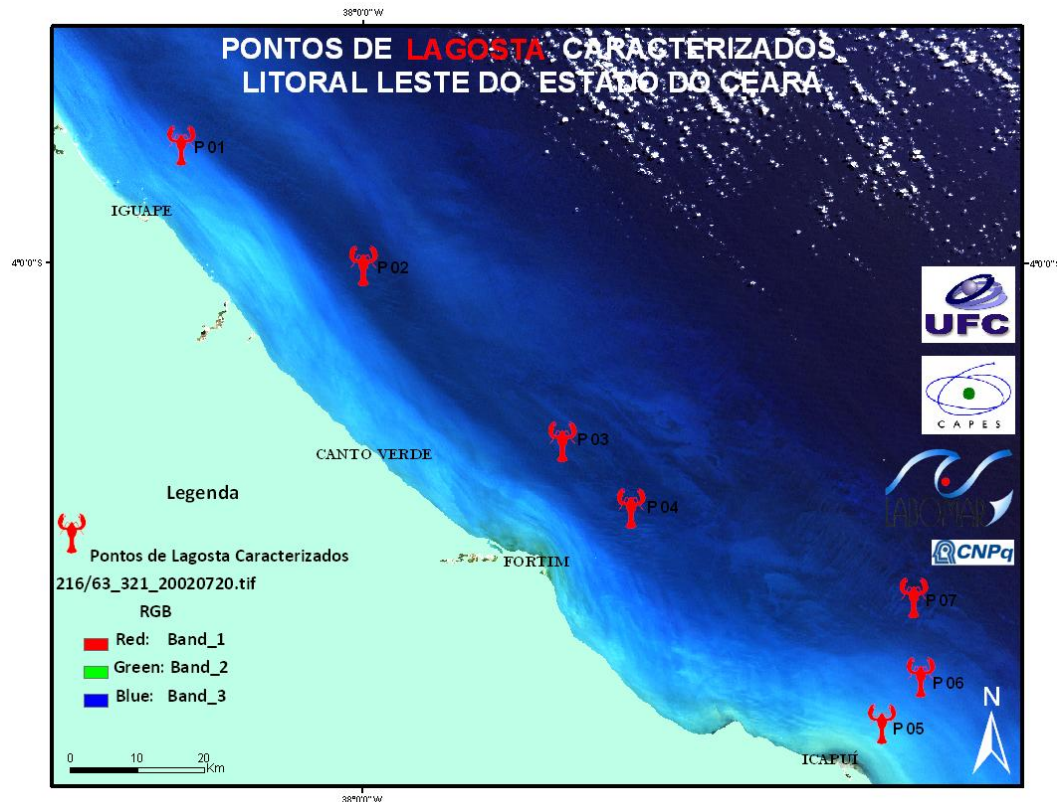 38°0'0"W
PONTOS DE LAGOSTA CARACTERIZADOS
LITORAL LESTE DO ESTADO DO CEARÁ
P 01
IGUAPE
4°0'0"S
P 02
4°0'0"S
UFC
CAPES
P 03
CANTO VERDE
Legenda
P 04
LABOMAR
Pontos de Lagosta Caracterizados
FORTIM
CNPq
216/63_321_20020720.tif
P 07
RGB
Red: Band_1
Green: Band_2
P 06
Blue: Band_3
N
P 05
ICAPUÍ
0 10 20
Km
38°0'0"W